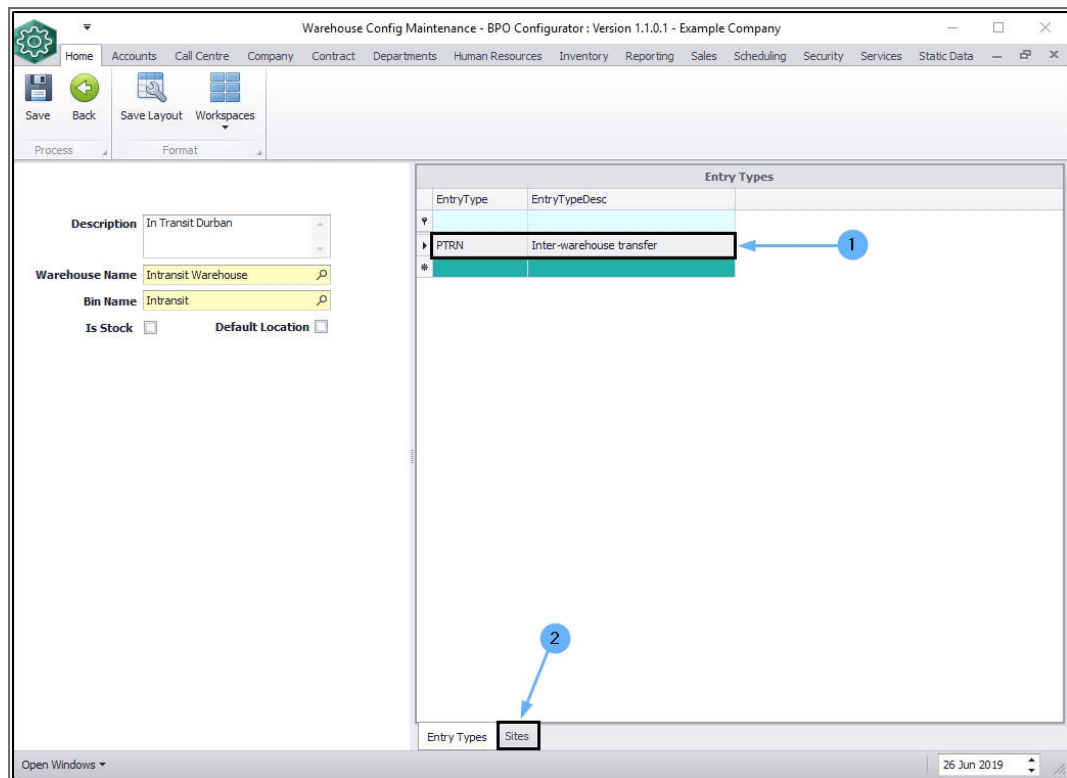 Warehouse Config Maintenance - BPO Configurator : Version 1.1.0.1 - Example Company
Home Accounts Call Centre Company Contract Departments Human Resources Inventory Reporting Sales Scheduling Security Services Static Data
Save Back Save Layout Workspaces
Process Format
Entry Types
EntryType EntryTypeDesc
Description In Transit Durban
PTRN Inter-warehouse transfer
1
Warehouse Name Intransit Warehouse
Bin Name Intransit
Is Stock Default Location
2
Entry Types Sites
Open Windows 26 Jun 2019